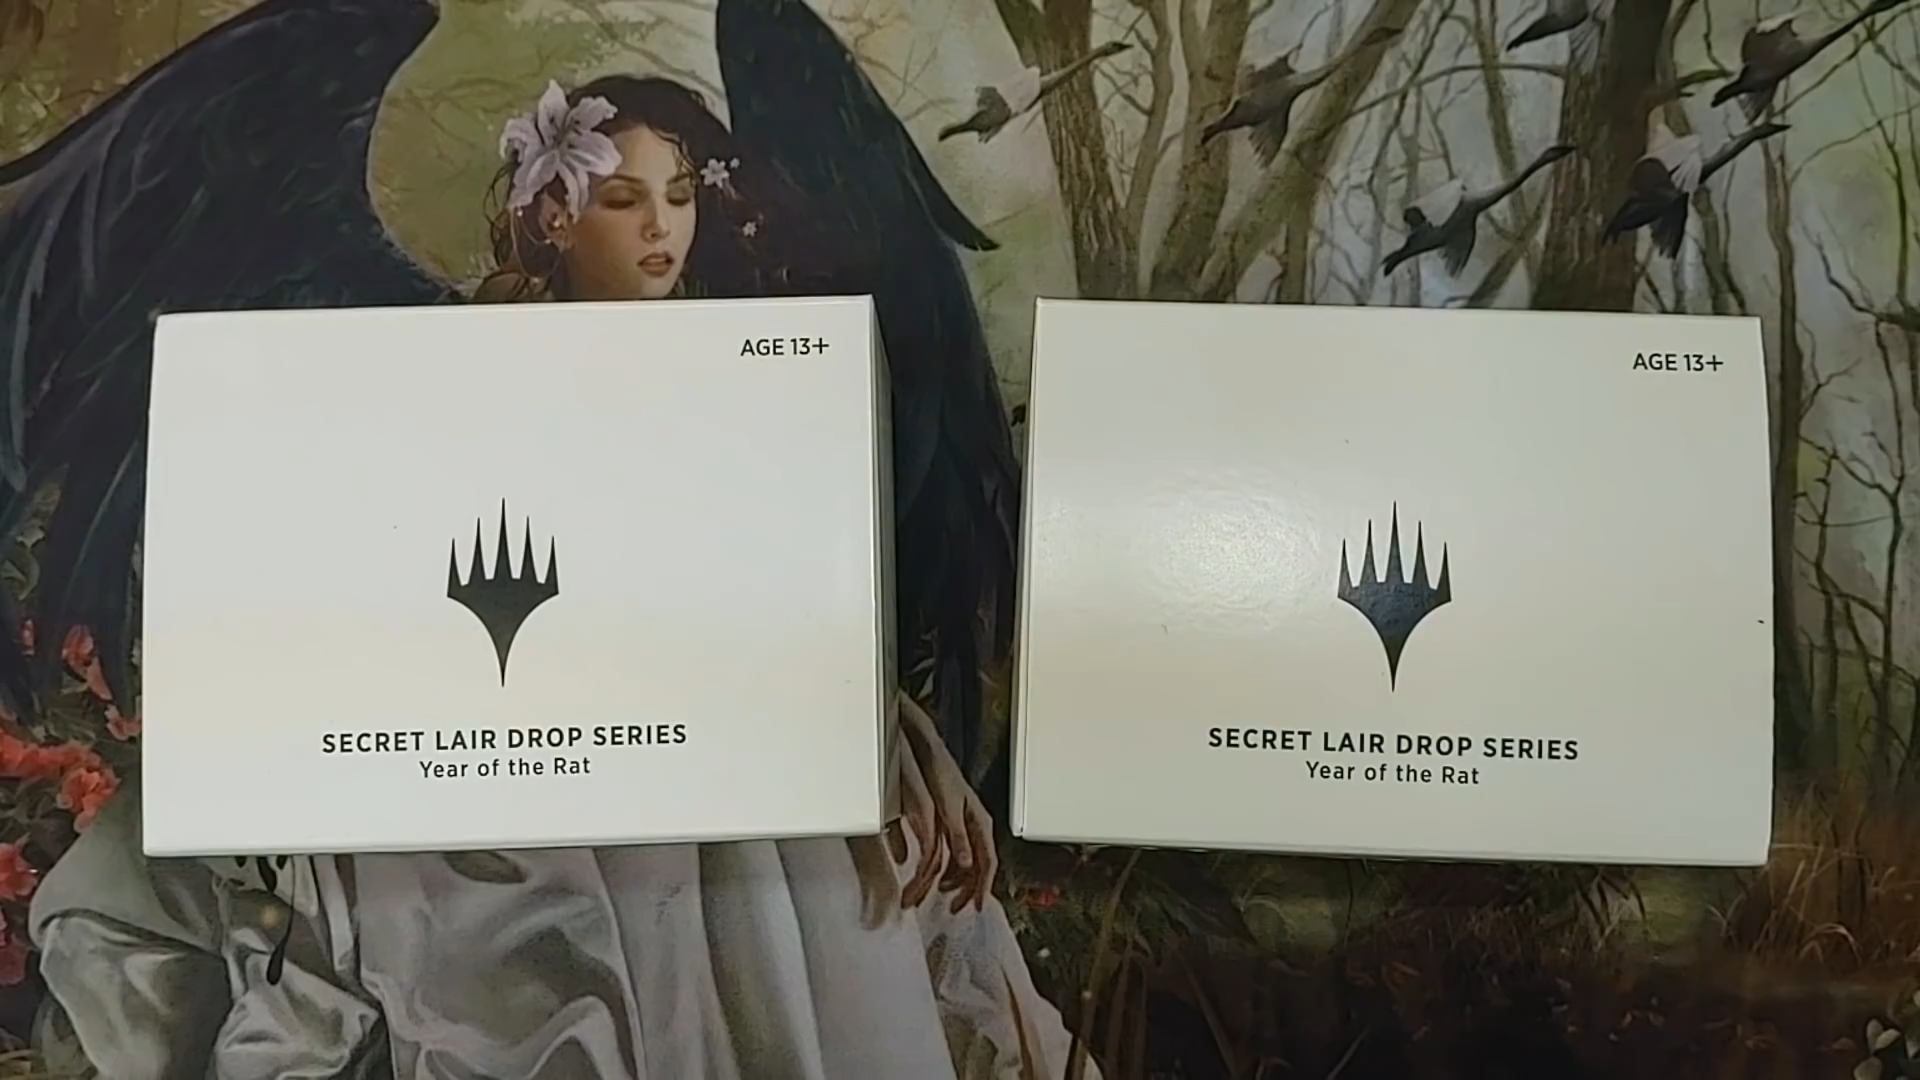 AGE 13+
SECRET LAIR DROP SERIES
Year of the Rat
AGE 13+
SECRET LAIR DROP SERIES
Year of the Rat